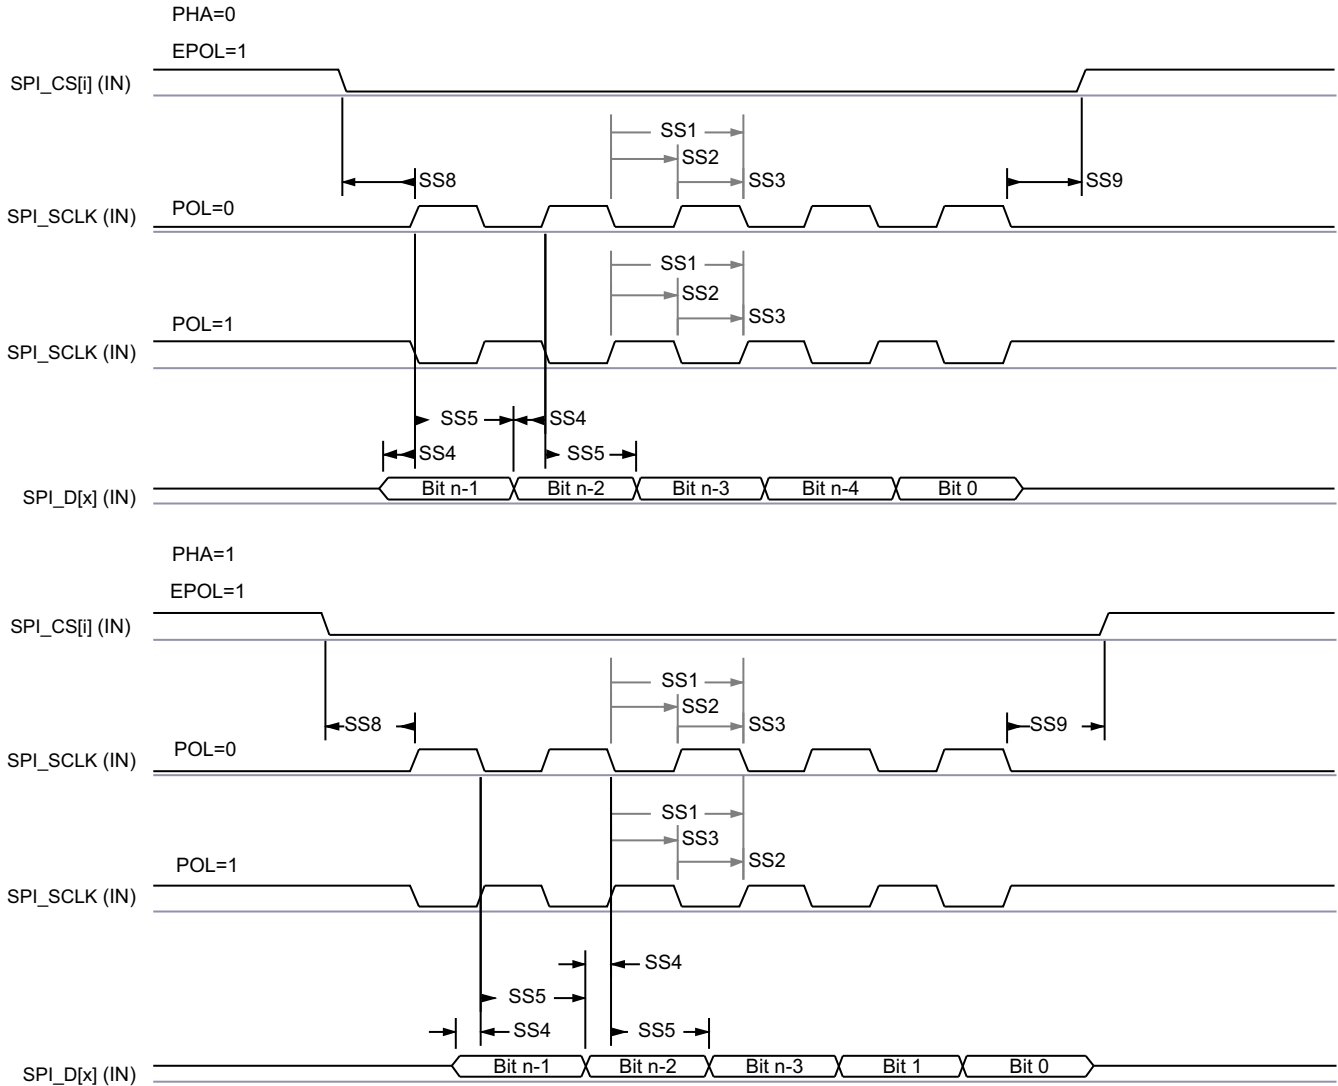 PHA=0
EPOL=1
SPI_CS[i] (IN)
SS1
SS2
SS8
SS3
SS9
POL=0
SPI_SCLK (IN)
SS1
SS2
SS3
POL=1
SPI_SCLK (IN)
SS5
SS4
SS4
SS5
SPI_D[x] (IN)
Bit n-1
Bit n-2
Bit n-3
Bit n-4
Bit 0
PHA=1
EPOL=1
SPI_CS[i] (IN)
SS1
SS2
SS8
SS3
SS9
POL=0
SPI_SCLK (IN)
SS1
SS3
SS2
POL=1
SPI_SCLK (IN)
SS4
SS5
SS4
SS5
SPI_D[x] (IN)
Bit n-1
Bit n-2
Bit n-3
Bit 1
Bit 0